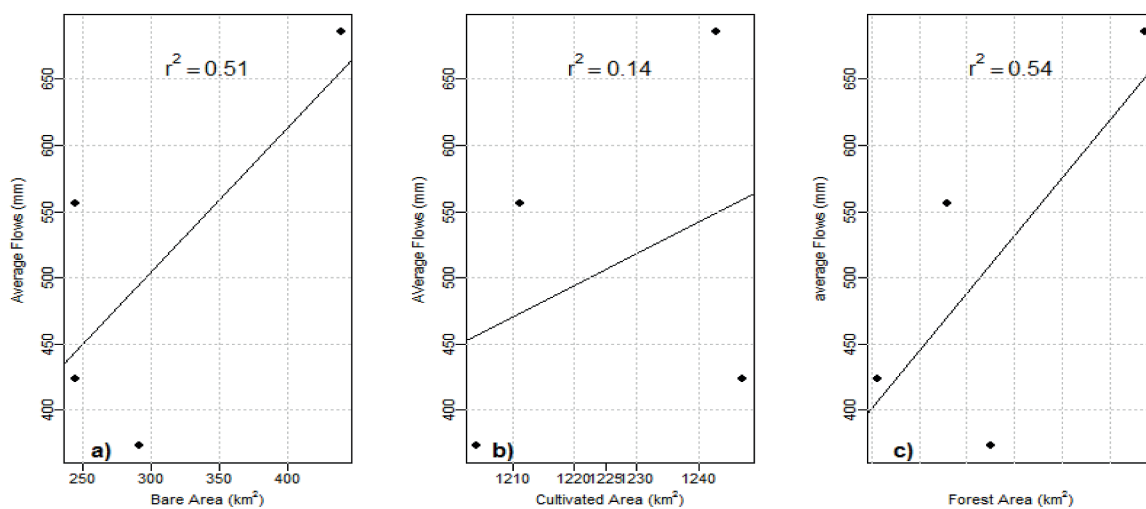 r² = 0.51
Average Flows (mm)
650
600
550
500
450
400
a)
250 300 350 400
Bare Area (km²)
r² = 0.14
AVerage Flows (mm)
650
600
550
500
450
400
b)
1210 1220 1225 1230 1240
Cultivated Area (km²)
r² = 0.54
average Flows (mm)
650
600
550
500
450
400
c)
Forest Area (km²)